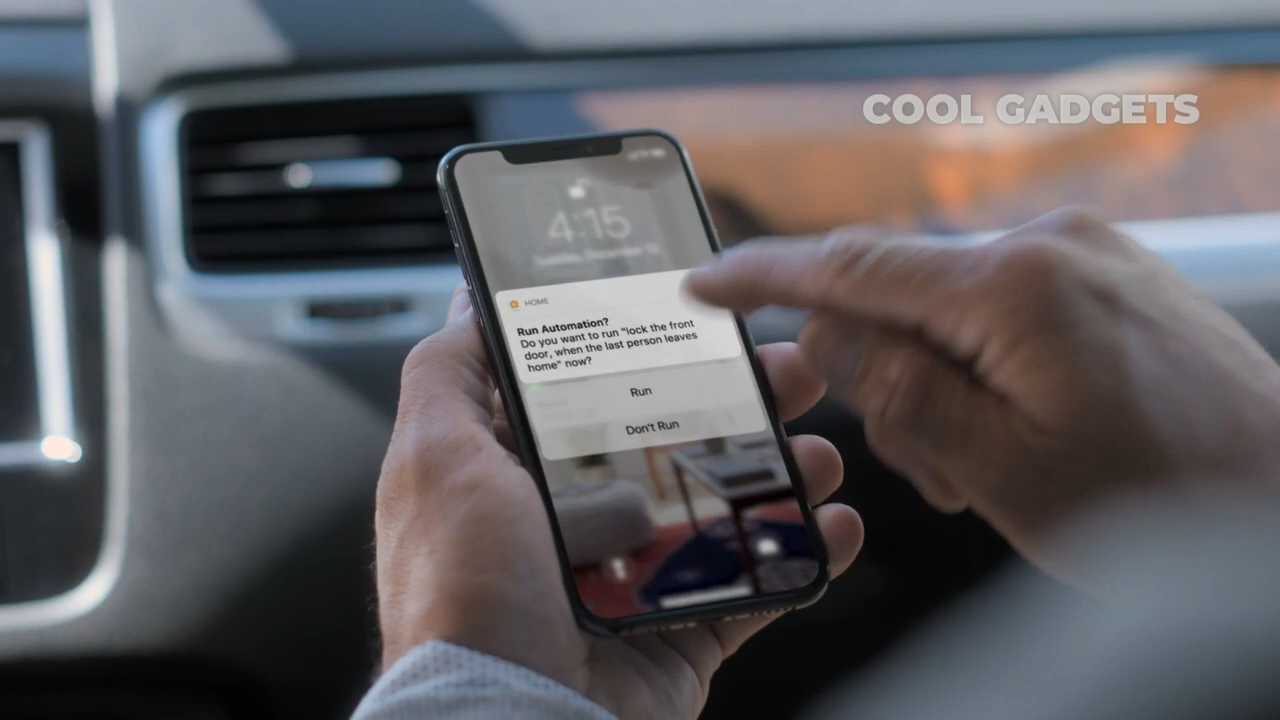 COOL GADGETS
4:15
HOME
Run Automation?
Do you want to run "lock the front
door, when the last person leaves
home" now?
Run
Don't Run